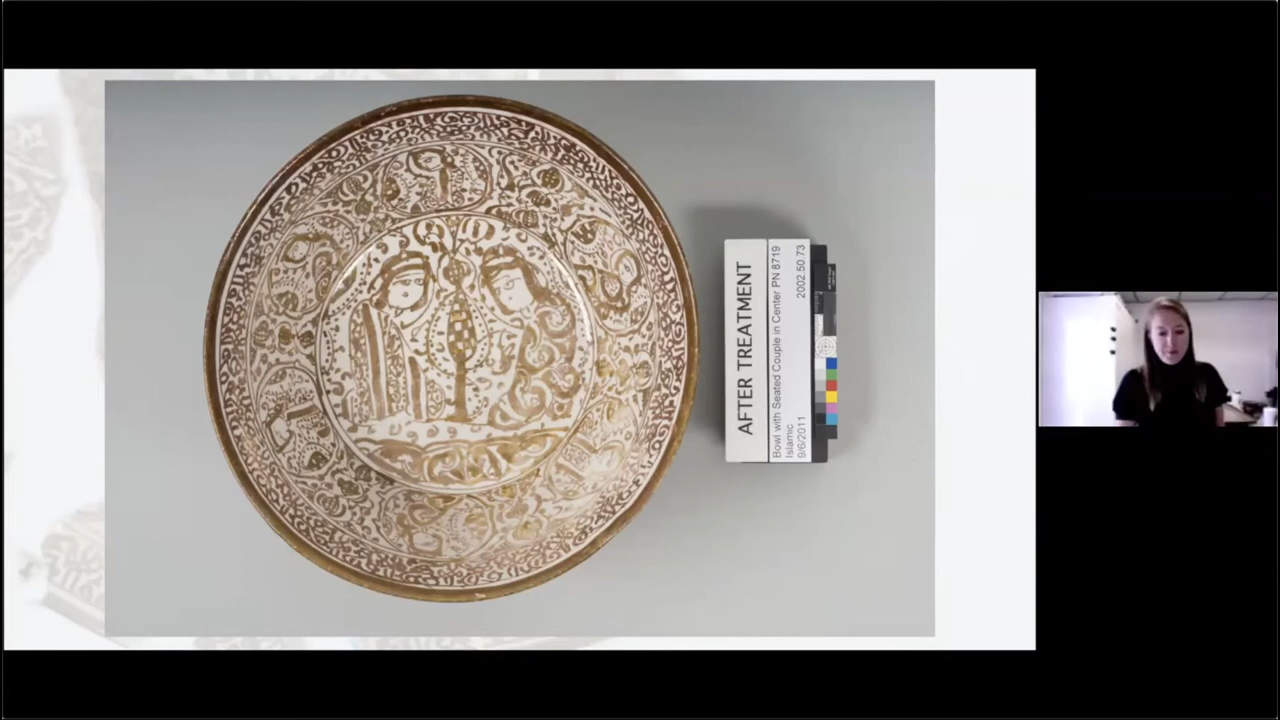 AFTER TREATMENT
Bowl with Seated Couple in Center PN 8719
Islamic 2002.50.73
9/6/2011